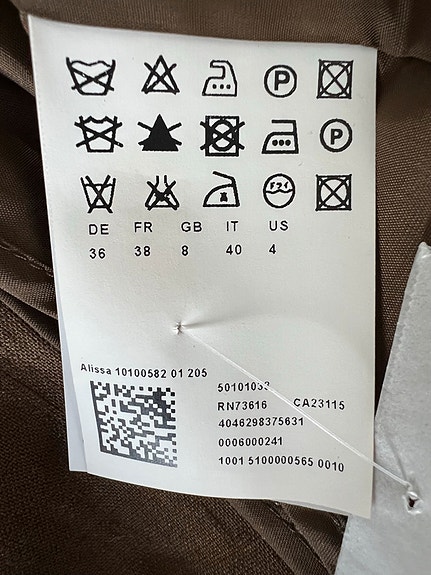 P
P
DE FR GB IT US
36 38 8 40 4
Alissa 10100582 01 205
RN73616 CA23115
4046298375631
0006000241
1001 5100000565 0010